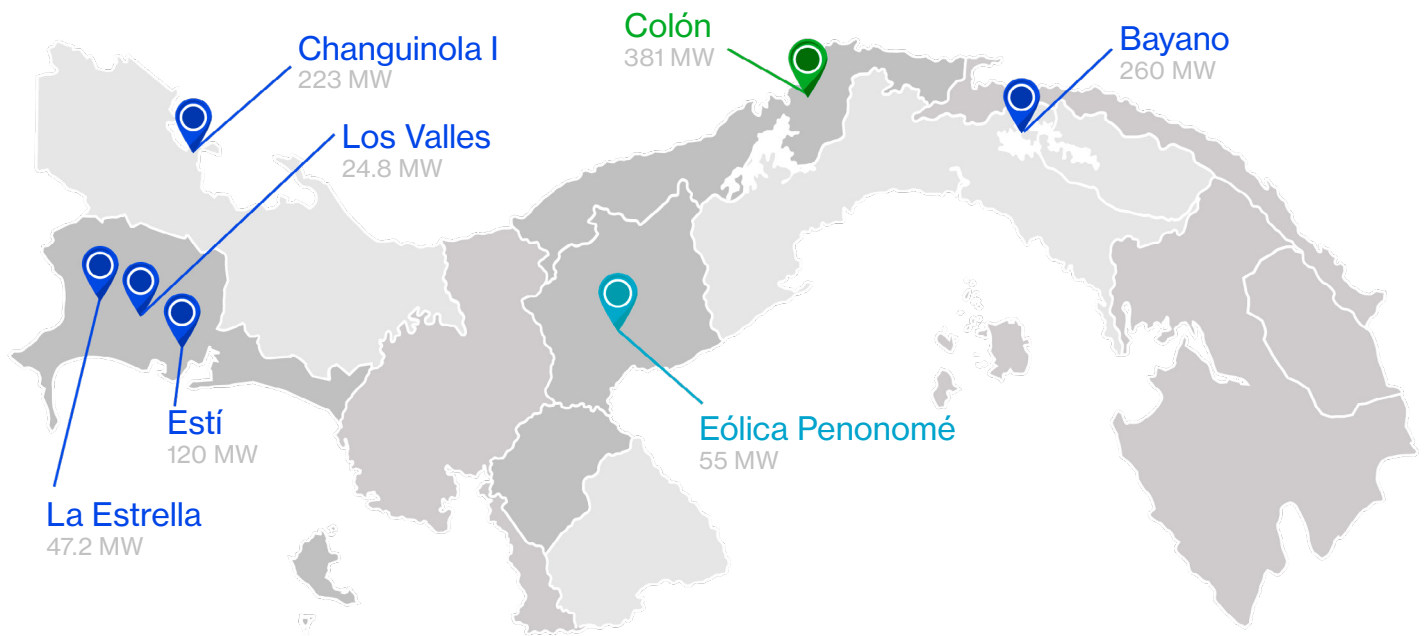 Changuinola I
223 MW
Los Valles
24.8 MW
Colón
381 MW
Bayano
260 MW
Estí
120 MW
La Estrella
47.2 MW
Eólica Penonomé
55 MW